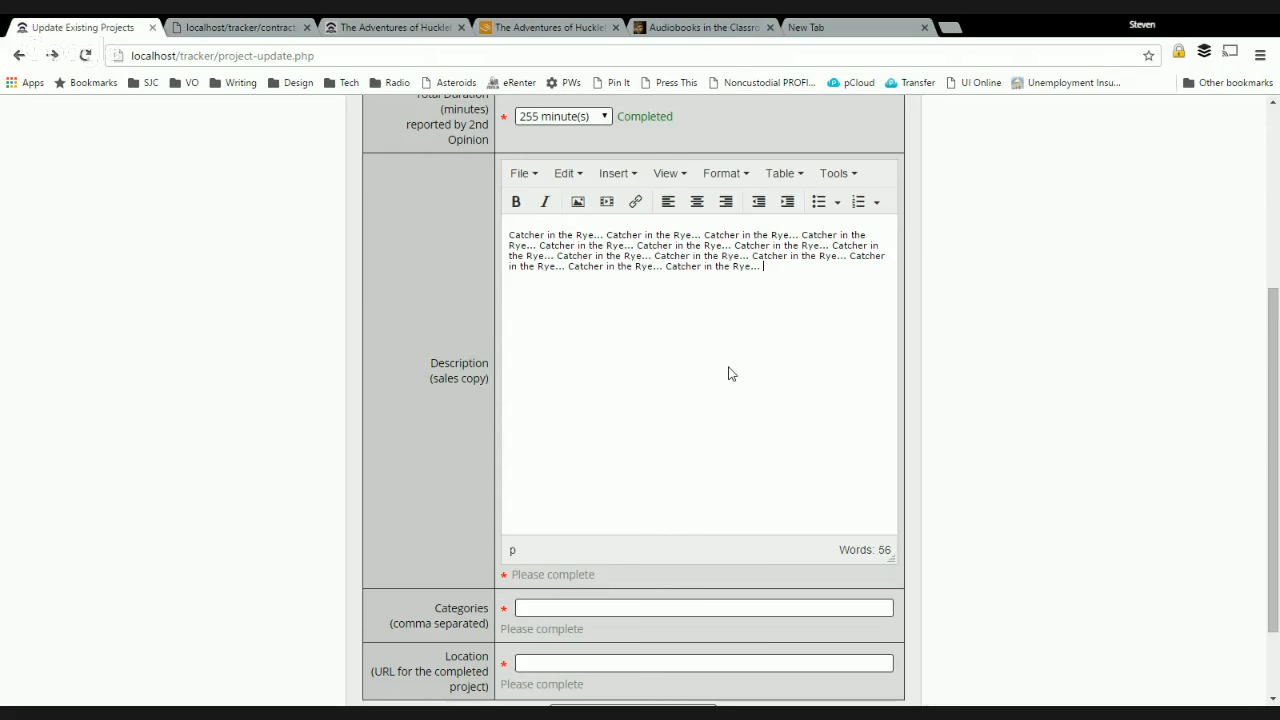 Steven
Update Existing Projects
localhost/tracker/contract
The Adventures of Huckle
The Adventures of Huckle
Audiobooks in the Classro
New Tab
localhost/tracker/project-update.php
Apps Bookmarks SJC VO Writing Design Tech Radio Asteroids eRenter PWs Pin It Press This Noncustodial PROFI... pCloud Transfer UI Online Unemployment Insu... Other bookmarks
Total Duration
(minutes)
reported by 2nd
Opinion
* 255 minute(s) Completed
File Edit Insert View Format Table Tools
B I
Catcher in the Rye... Catcher in the Rye... Catcher in the Rye... Catcher in the
Rye... Catcher in the Rye... Catcher in the Rye... Catcher in the Rye... Catcher in
the Rye... Catcher in the Rye... Catcher in the Rye... Catcher in the Rye... Catcher
in the Rye... Catcher in the Rye... Catcher in the Rye...
Description
(sales copy)
p Words: 56
* Please complete
Categories
(comma separated)
*
Please complete
Location
(URL for the completed
project)
*
Please complete